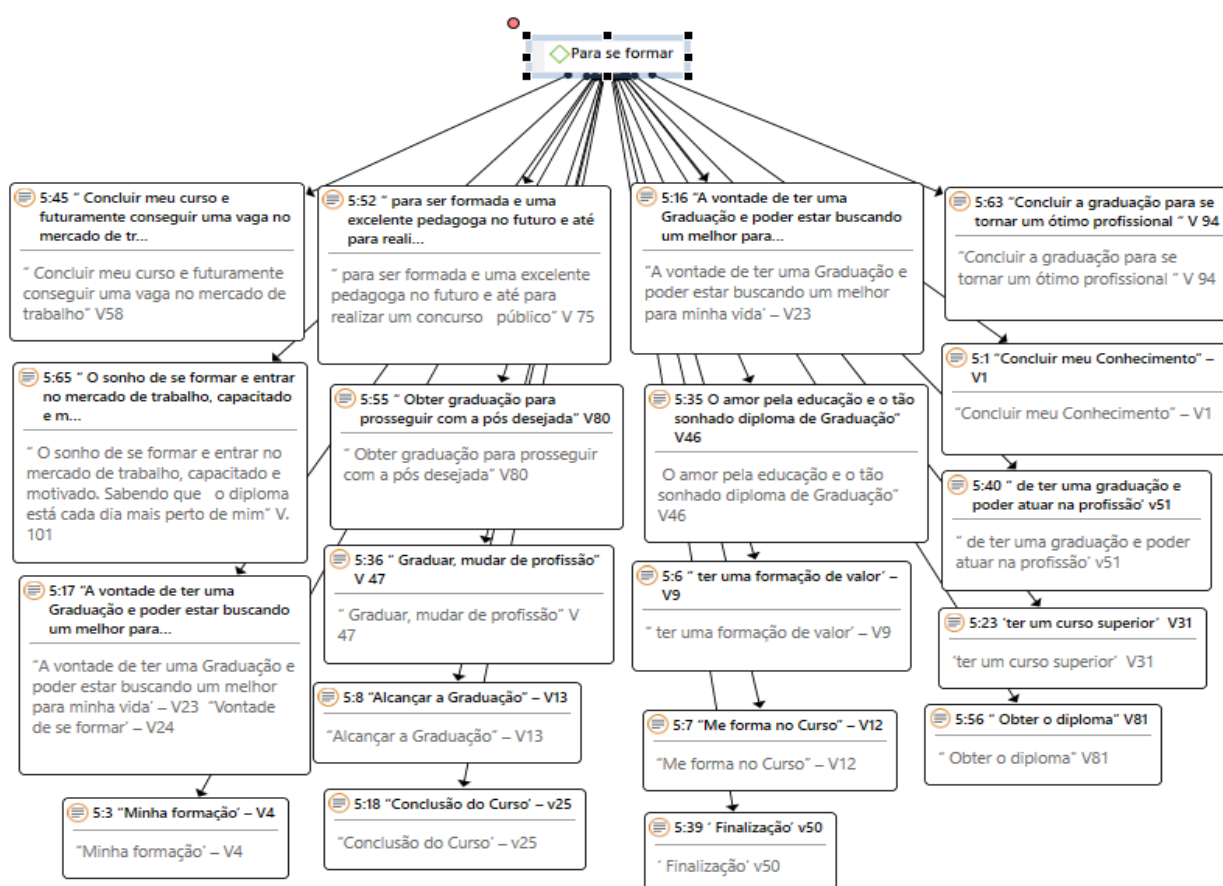 Para se formar
5:45 “ Concluir meu curso e
futuramente conseguir uma vaga no
mercado de tr...
“ Concluir meu curso e futuramente
conseguir uma vaga no mercado de
trabalho” V58
5:52 “ para ser formada e uma
excelente pedagoga no futuro e até
para reali...
“ para ser formada e uma excelente
pedagoga no futuro e até para
realizar um concurso público” V 75
5:16 “A vontade de ter uma
Graduação e poder estar buscando
um melhor para...
“A vontade de ter uma Graduação e
poder estar buscando um melhor
para minha vida’ – V23
5:63 “Concluir a graduação para se
tornar um ótimo profissional “ V 94
“Concluir a graduação para se
tornar um ótimo profissional “ V 94
5:65 “ O sonho de se formar e entrar
no mercado de trabalho, capacitado
e m...
“ O sonho de se formar e entrar no
mercado de trabalho, capacitado e
motivado. Sabendo que o diploma
está cada dia mais perto de mim” V.
101
5:55 “ Obter graduação para
prosseguir com a pós desejada” V80
“ Obter graduação para prosseguir
com a pós desejada” V80
5:35 O amor pela educação e o tão
sonhado diploma de Graduação”
V46
O amor pela educação e o tão
sonhado diploma de Graduação”
V46
5:1 “Concluir meu Conhecimento” –
V1
“Concluir meu Conhecimento” – V1
5:40 “ de ter uma graduação e
poder atuar na profissão’ v51
“ de ter uma graduação e poder
atuar na profissão’ v51
5:17 “A vontade de ter uma
Graduação e poder estar buscando
um melhor para...
“A vontade de ter uma Graduação e
poder estar buscando um melhor
para minha vida’ – V23 “Vontade
de se formar’ – V24
5:36 “ Graduar, mudar de profissão”
V 47
“ Graduar, mudar de profissão” V
47
5:6 “ ter uma formação de valor’ –
V9
“ ter uma formação de valor’ – V9
5:23 ‘ter um curso superior’ V31
‘ter um curso superior’ V31
5:8 “Alcançar a Graduação” – V13
“Alcançar a Graduação” – V13
5:7 “Me forma no Curso” – V12
“Me forma no Curso” – V12
5:56 “ Obter o diploma” V81
“ Obter o diploma” V81
5:3 “Minha formação’ – V4
“Minha formação’ – V4
5:18 “Conclusão do Curso’ – v25
“Conclusão do Curso’ – v25
5:39 ‘ Finalização’ v50
‘ Finalização’ v50